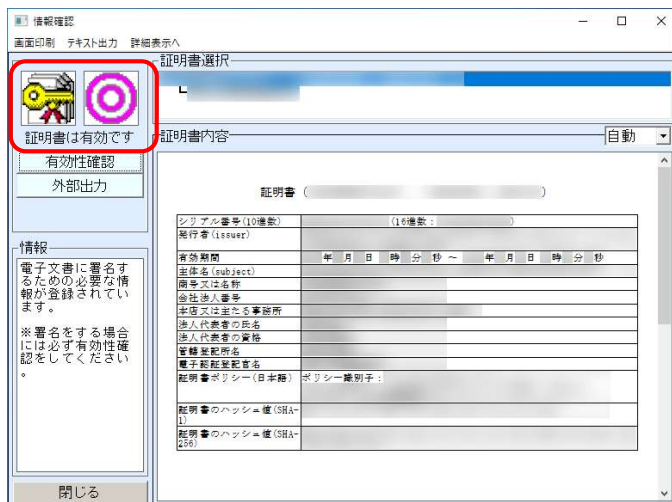 情報確認
画面印刷 テキスト出力 詳細表示へ
証明書は有効です
有効性確認
外部出力
情報
電子文書に署名す
るための必要な情
報が登録されてい
ます。
※署名をする場合
には必ず有効性確
認をしてください
。
閉じる
証明書選択
証明書内容
自動
証明書 ( )
シリアル番号(10進数) (16進数: )
発行者(issuer)
有効期間 年 月 日 時 分 秒 ~ 年 月 日 時 分 秒
主体名(subject)
商号又は名称
会社法人番号
本店又は主たる事務所
法人代表者の氏名
法人代表者の資格
管轄登記所名
電子認証登記官名
証明書ポリシー(日本語) ポリシー識別子:
証明書のハッシュ値(SHA-
1)
証明書のハッシュ値(SHA-
256)